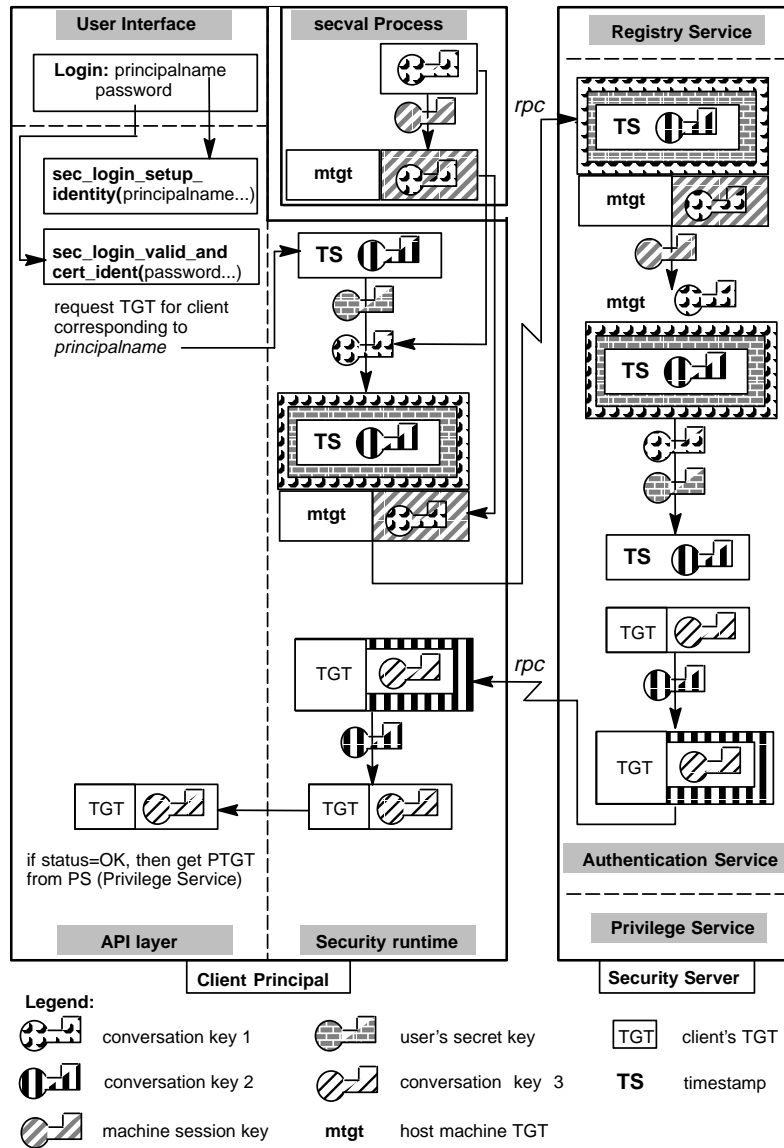 User Interface
Login: principalname
password
sec_login_setup_
identity(principalname...)
sec_login_valid_and
cert_ident(password...)
request TGT for client
corresponding to
principalname
secval Process
mtgt
TS
TS
mtgt
TGT
TGT
TGT
if status=OK, then get PTGT
from PS (Privilege Service)
API layer
Security runtime
Client Principal
rpc
rpc
Registry Service
TS
mtgt
mtgt
TS
TS
TGT
TGT
Authentication Service
Privilege Service
Security Server
Legend:
conversation key 1
user's secret key
TGT client's TGT
conversation key 2
conversation key 3
TS timestamp
machine session key
mtgt host machine TGT